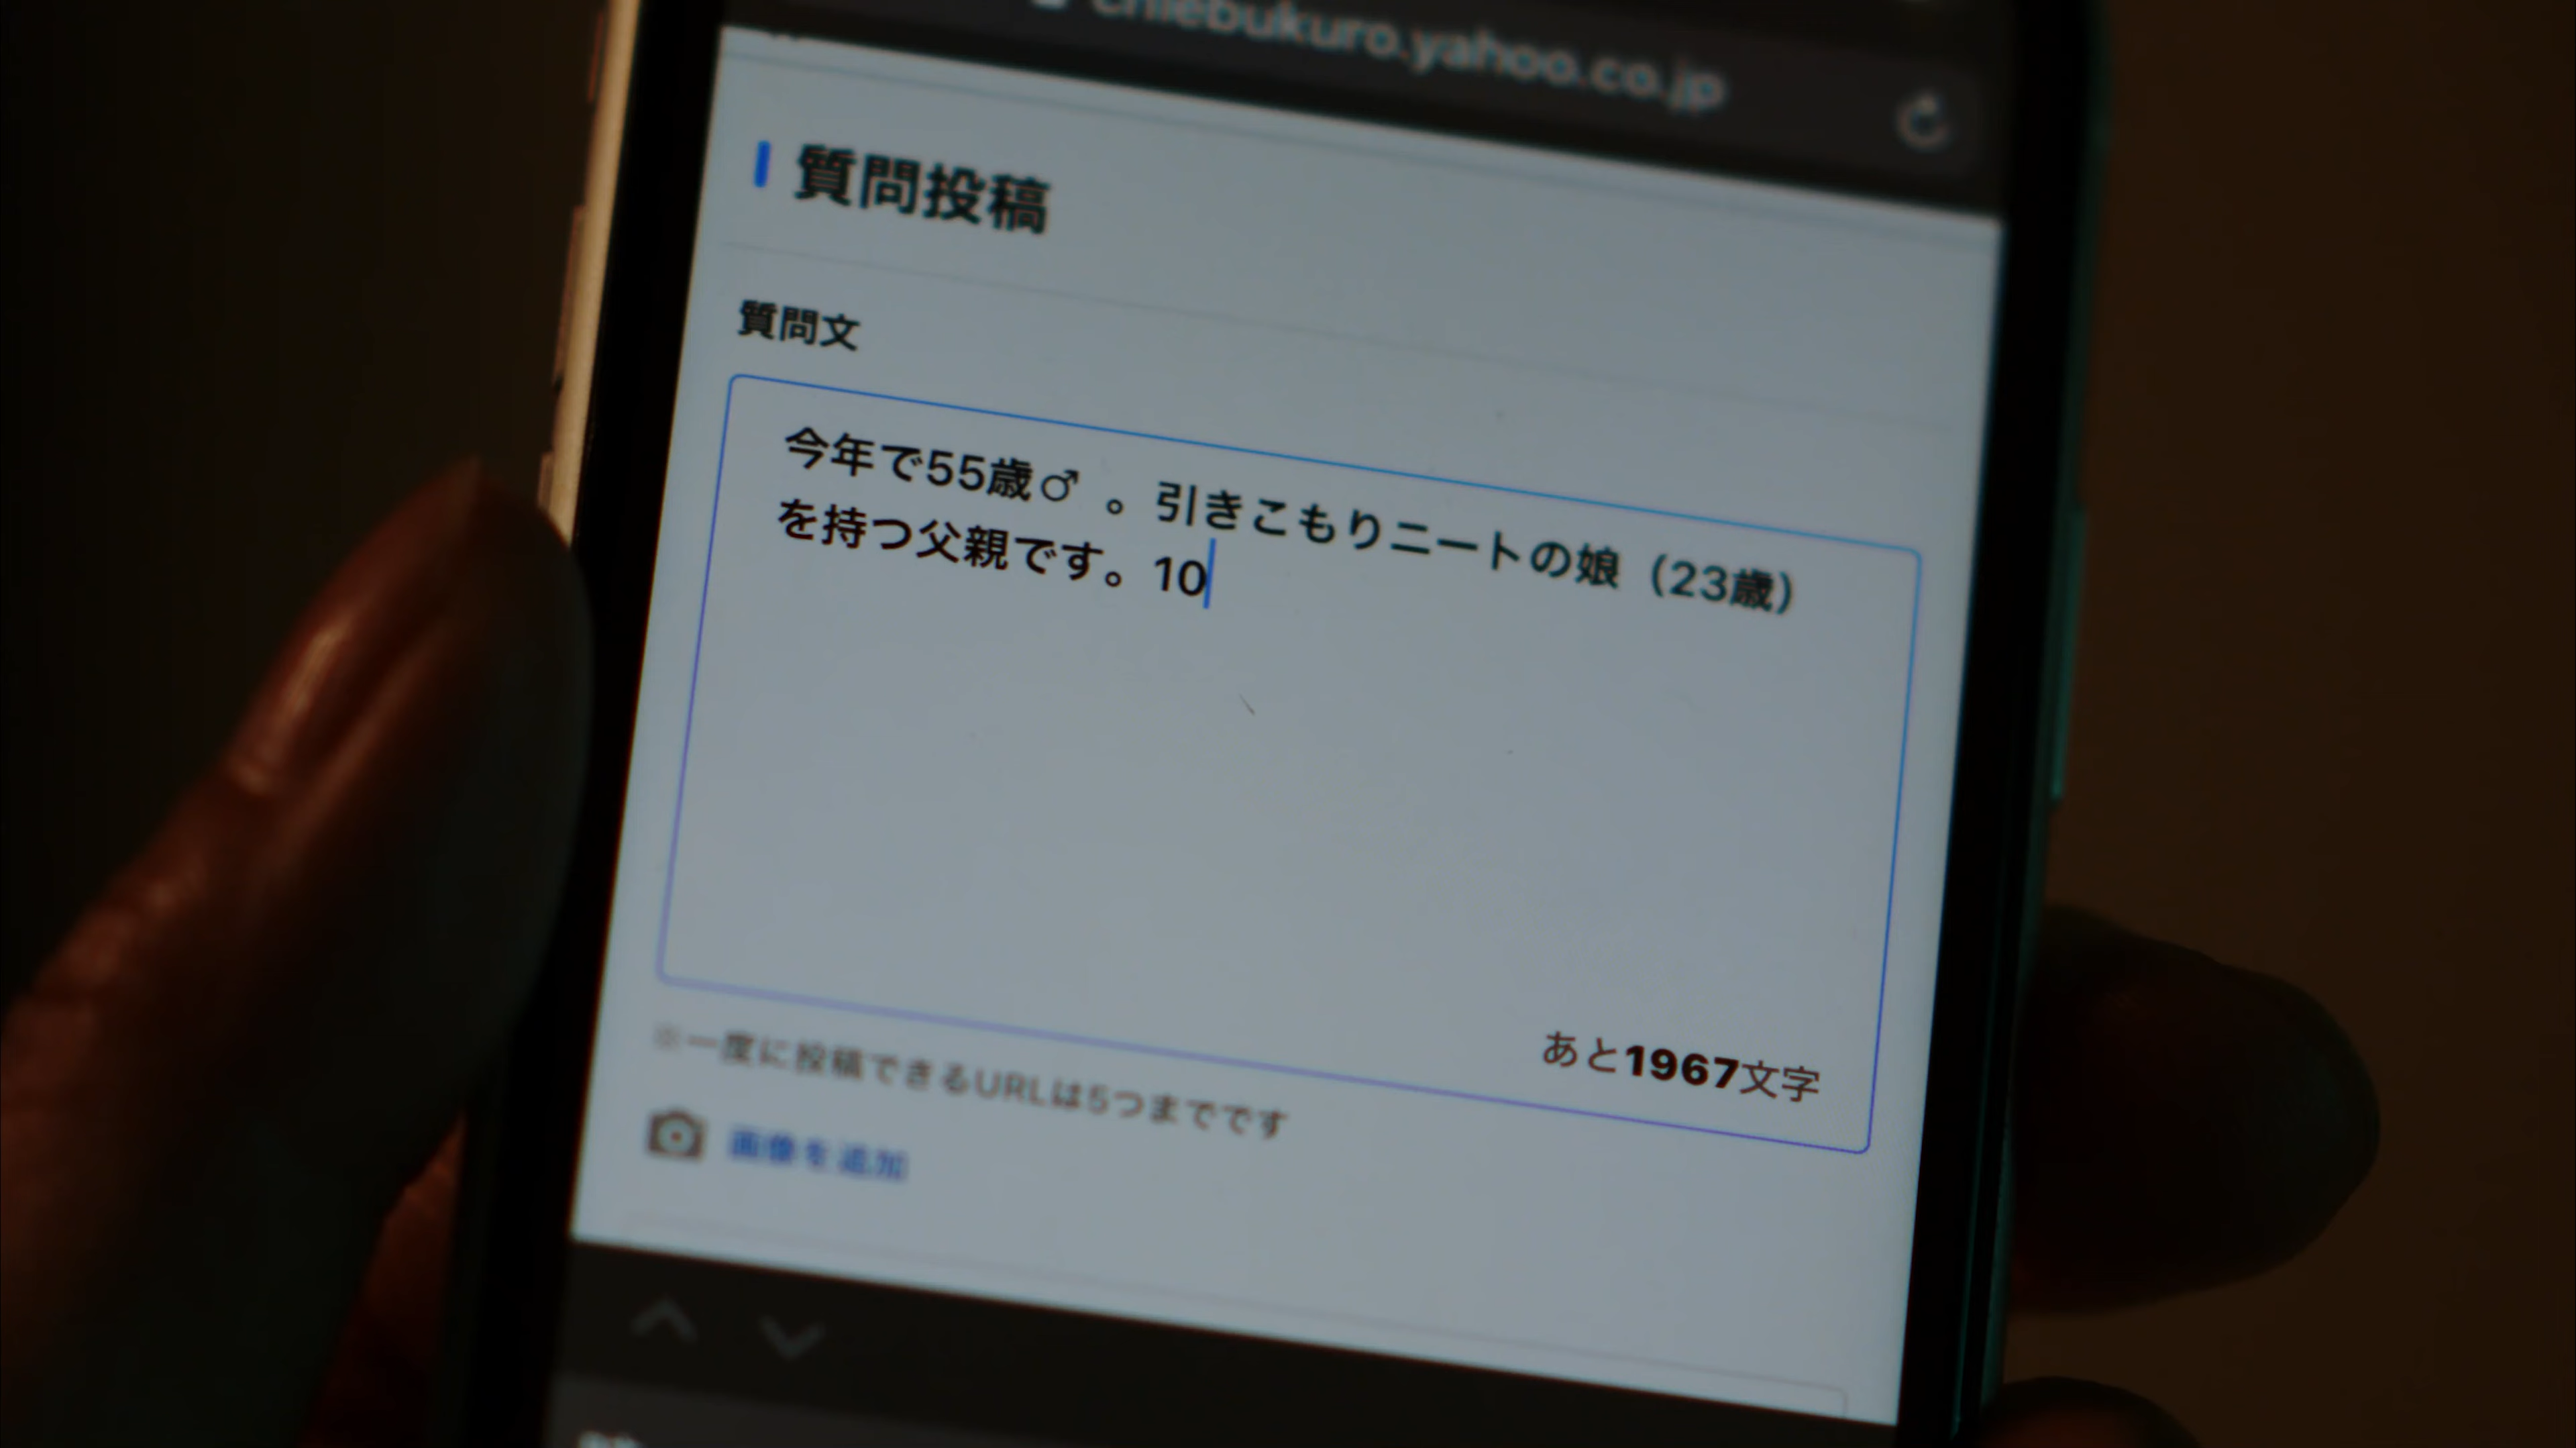 chiebukuro.yahoo.co.jp
質問投稿
質問文
今年で55歳♂ 。引きこもりニートの娘（23歳）
を持つ父親です。10
あと1967文字
※一度に投稿できるURLは5つまでです
画像を追加